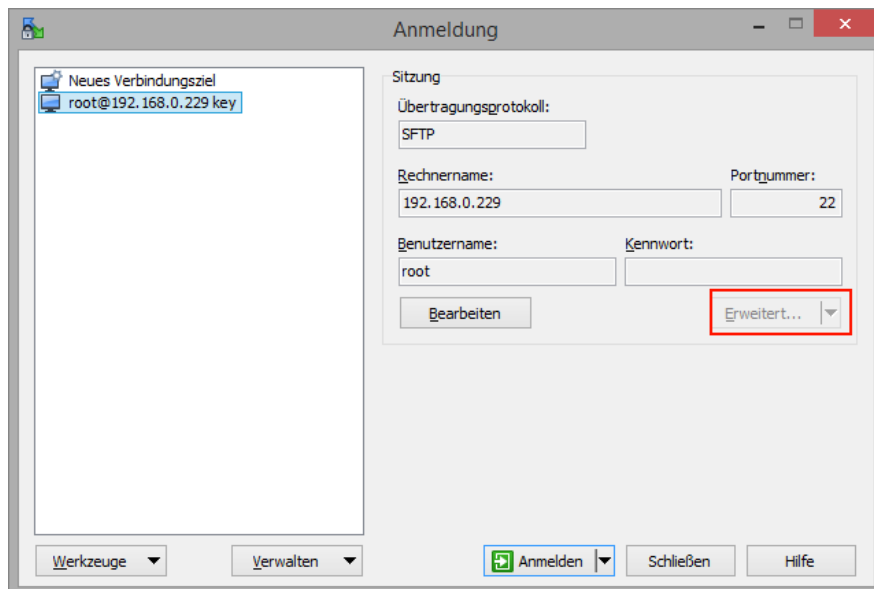 Anmeldung
Neues Verbindungsziel
root@192.168.0.229 key
Sitzung
Übertragungsprotokoll:
SFTP
Rechnername:
Portnummer:
192.168.0.229
22
Benutzername:
Kennwort:
root
Bearbeiten
Erweitert...
Werkzeuge
Verwalten
Anmelden
Schließen
Hilfe